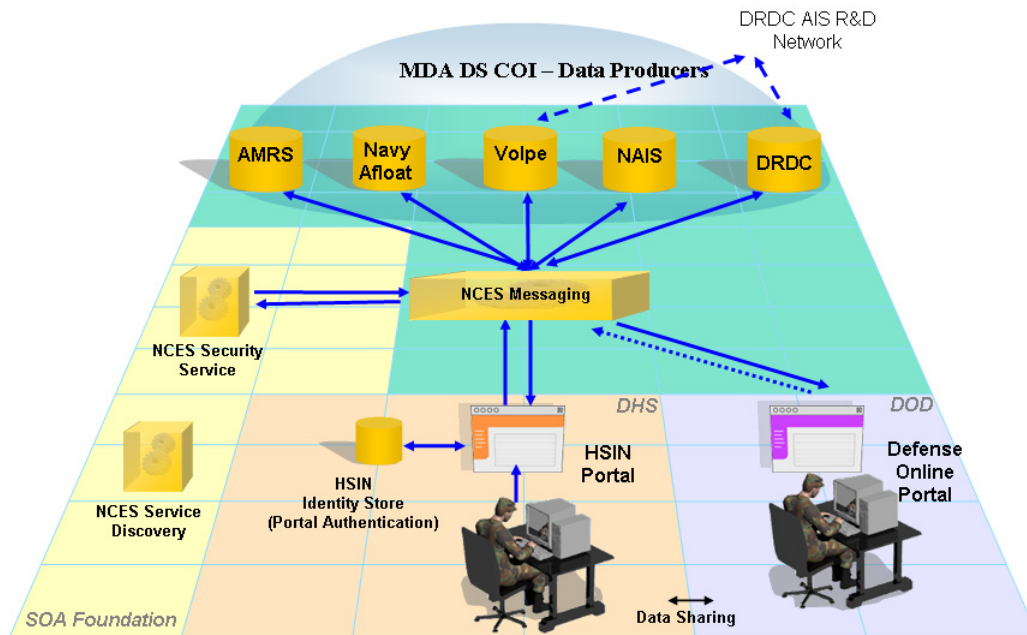 DRDC AIS R&D
Network
MDA DS COI – Data Producers
AMRS
Navy
Afloat
Volpe
NAIS
DRDC
NCES Messaging
NCES Security
Service
DHS
DOD
HSIN
Portal
Defense
Online
Portal
HSIN
Identity Store
(Portal Authentication)
NCES Service
Discovery
SOA Foundation
Data Sharing